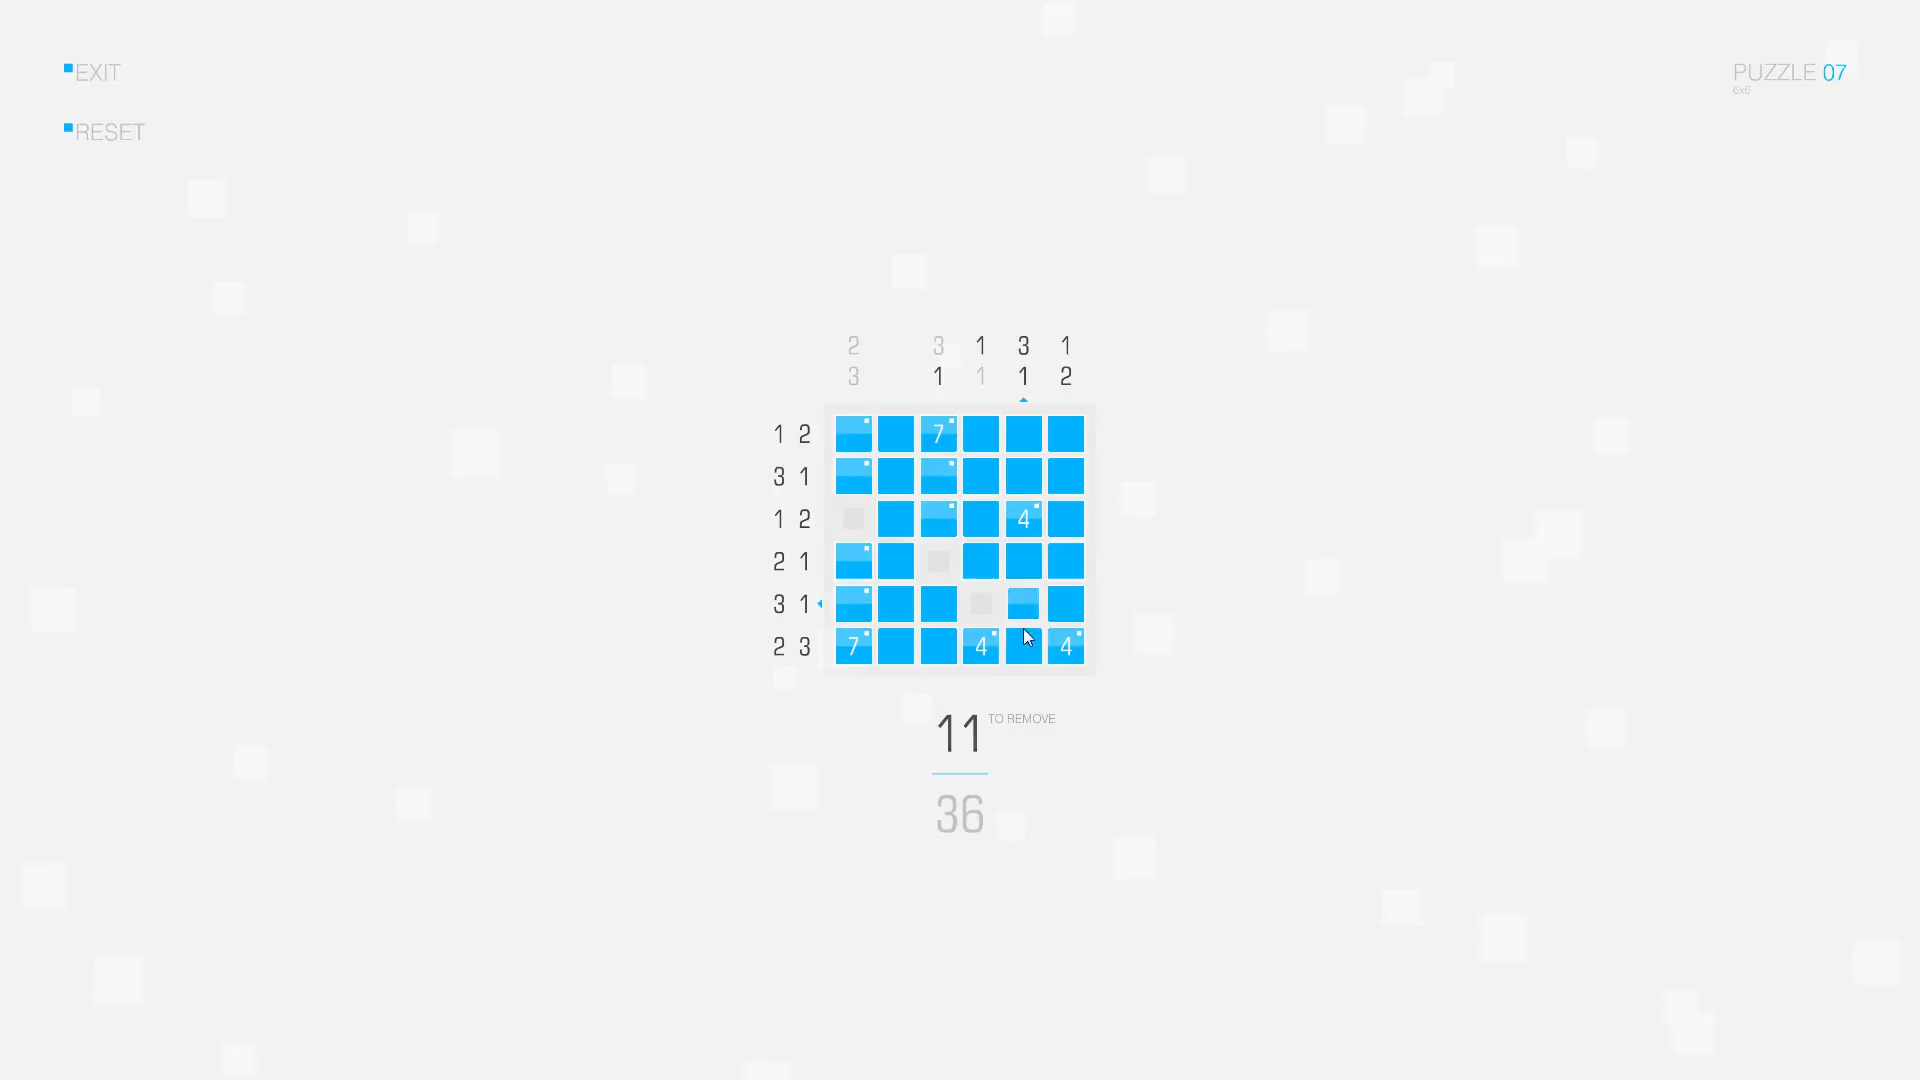 EXIT
PUZZLE 07
6x6
RESET
2 3 1 3 1
3 1 1 1 2
1 2 7
3 1
1 2 4
2 1
3 1
2 3 7 4 4
11 TO REMOVE
36